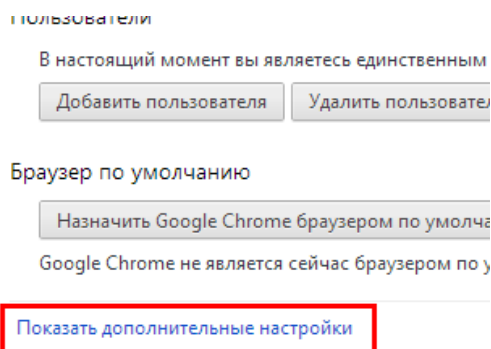 Пользователи
В настоящий момент вы являетесь единственным
Добавить пользователя Удалить
Браузер по умолчанию
Назначить Google Chrome браузером по
Google Chrome не является сейчас браузером по
Показать дополнительные настройки